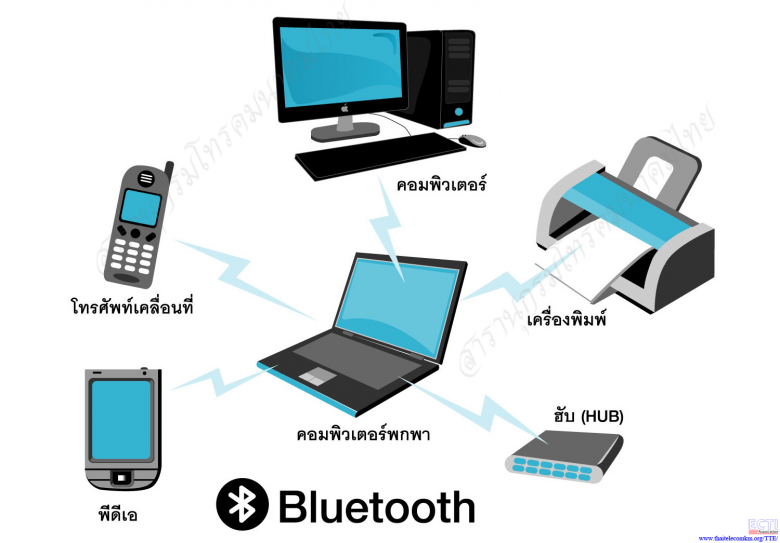 คอมพิวเตอร์
โทรศัพท์เคลื่อนที่
เครื่องพิมพ์
คอมพิวเตอร์พกพา
ฮับ (HUB)
พีดีเอ
Bluetooth
ECTI
www.thaitelecomkm.org/TTE/